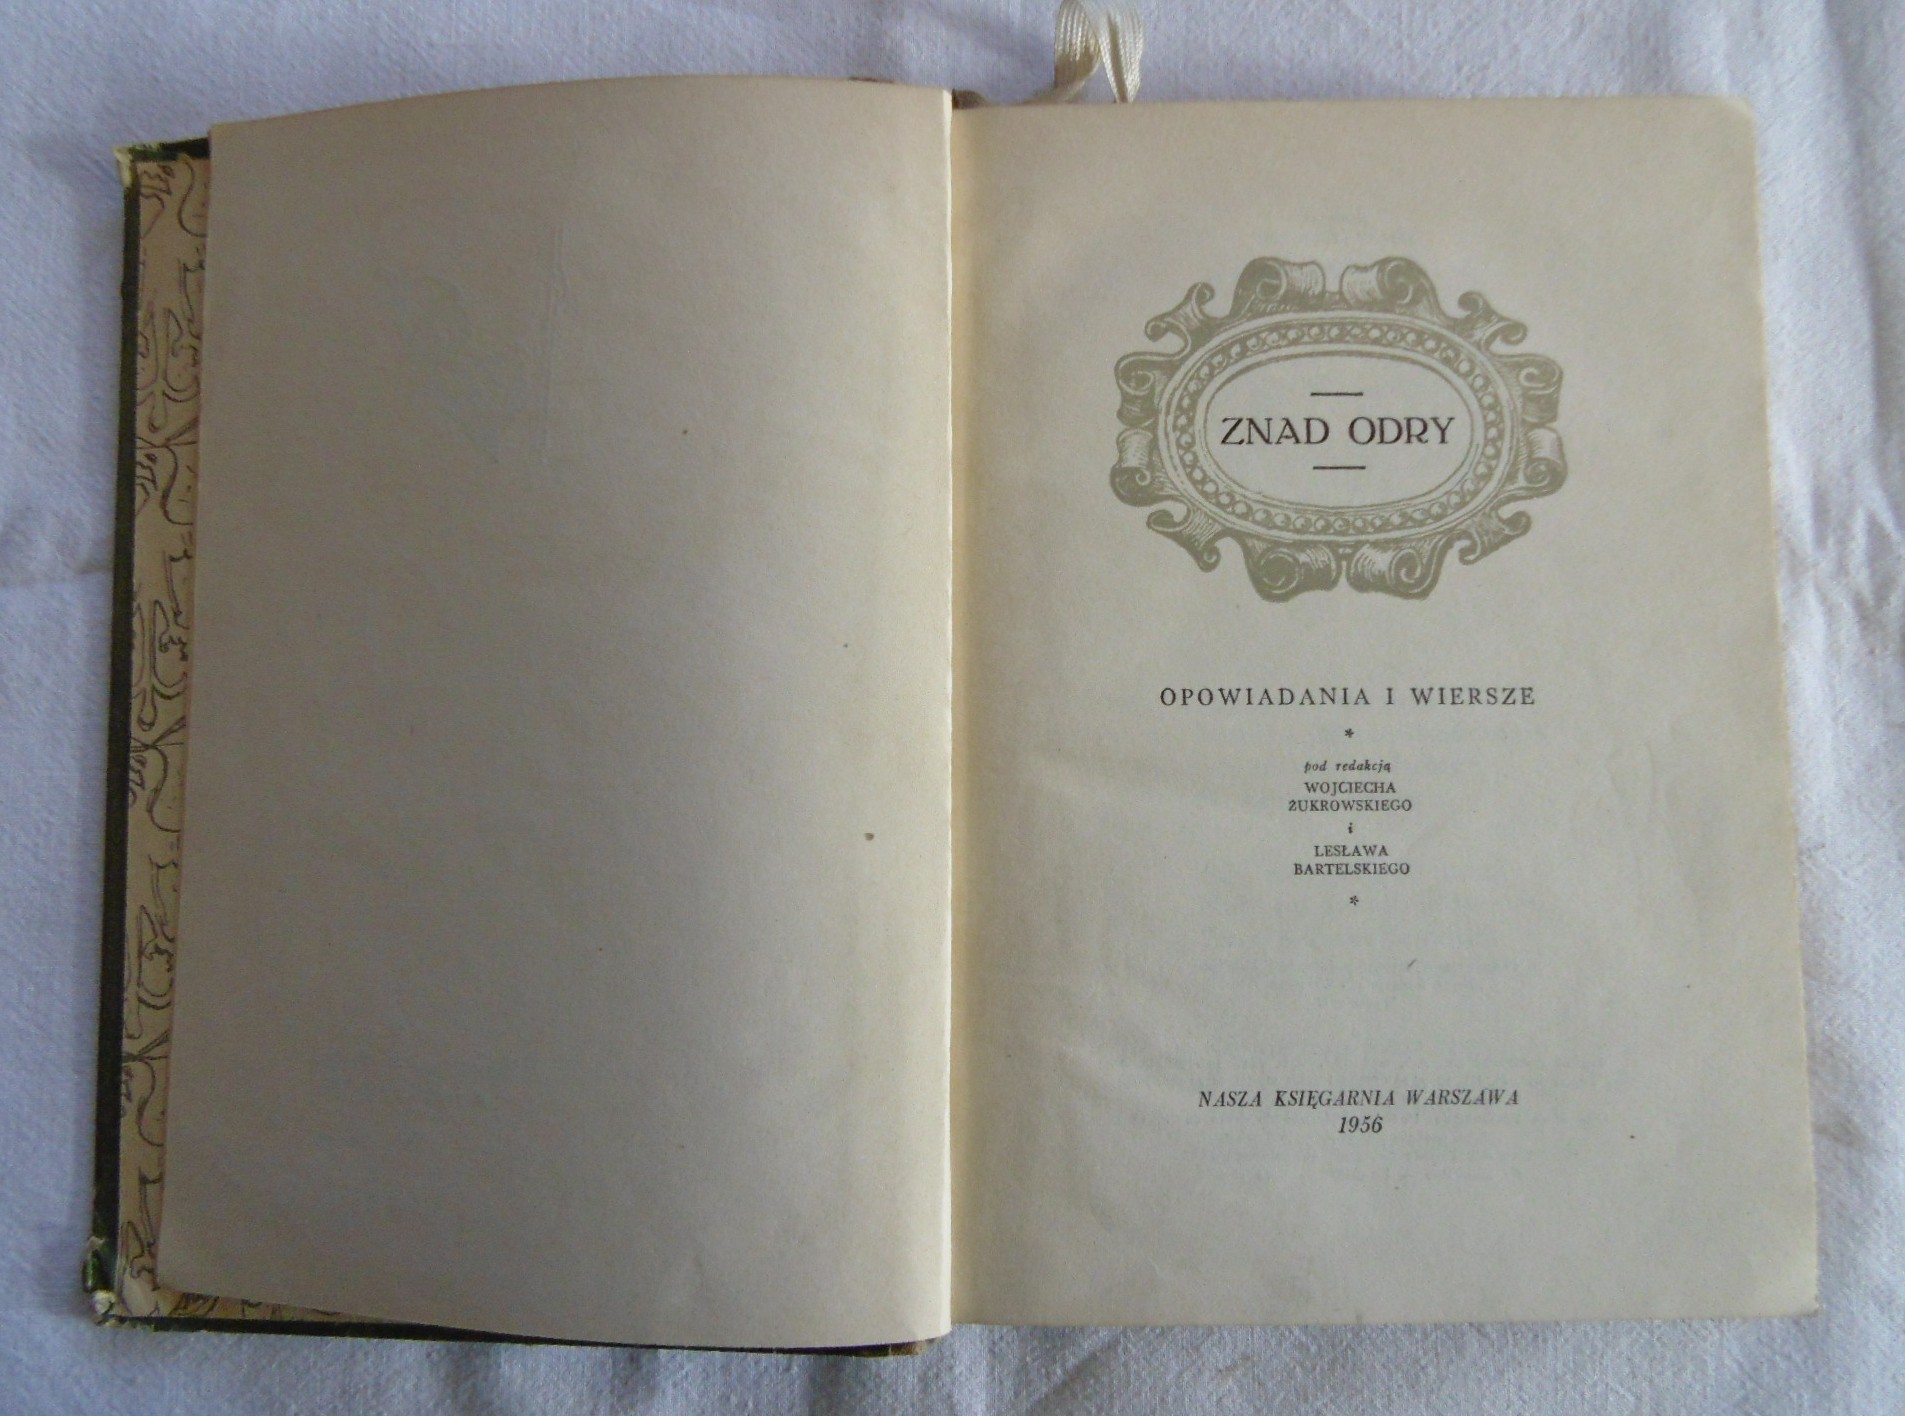 ZNAD ODRY
OPOWIADANIA I WIERSZE
*
pod redakcją
WOJCIECHA
ŻUKROWSKIEGO
i
LESŁAWA
BARTELSKIEGO
*
NASZA KSIĘGARNIA WARSZAWA
1956